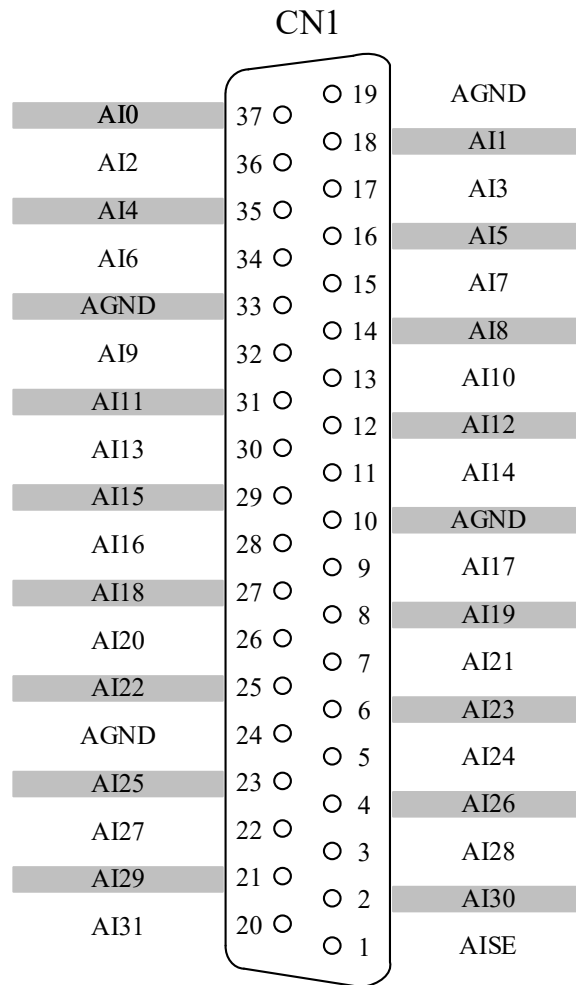 CN1
19 AGND
AI0 37
18 AI1
AI2 36
17 AI3
AI4 35
16 AI5
AI6 34
15 AI7
AGND 33
14 AI8
AI9 32
13 AI10
AI11 31
12 AI12
AI13 30
11 AI14
AI15 29
10 AGND
AI16 28
9 AI17
AI18 27
8 AI19
AI20 26
7 AI21
AI22 25
6 AI23
AGND 24
5 AI24
AI25 23
4 AI26
AI27 22
3 AI28
AI29 21
2 AI30
AI31 20
1 AISE